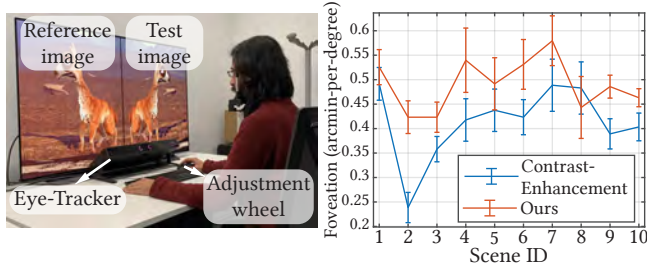 Reference
image
Test
image
Eye-Tracker
Adjustment
wheel
Foveation (arcmin-per-degree)
0.6
0.55
0.5
0.45
0.4
0.35
0.3
0.25
0.2
1 2 3 4 5 6 7 8 9 10
Scene ID
Contrast-
Enhancement
Ours